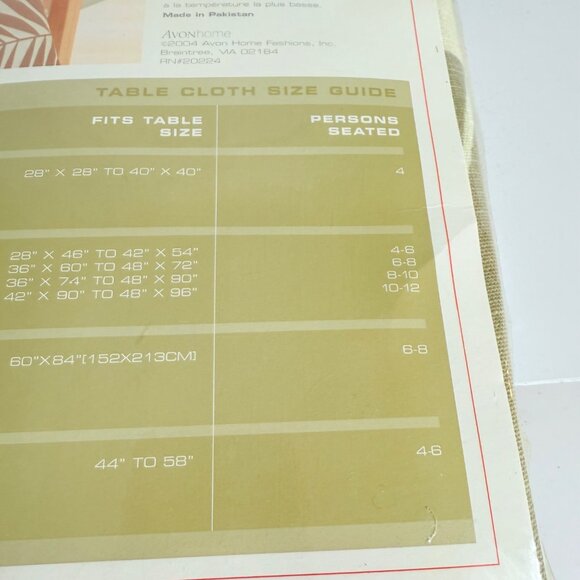 à la température la plus basse.
Made in Pakistan
AVONhome
©2004 Avon Home Fashions, Inc.
Braintree, MA 02184
RN#20224
TABLE CLOTH SIZE GUIDE
FITS TABLE SIZE PERSONS SEATED
28" X 28" TO 40" X 40" 4
28" X 46" TO 42" X 54" 4-6
36" X 60" TO 48" X 72" 6-8
36" X 74" TO 48" X 90" 8-10
42" X 90" TO 48" X 96" 10-12
60"X84"[152X213CM] 6-8
44" TO 58" 4-6